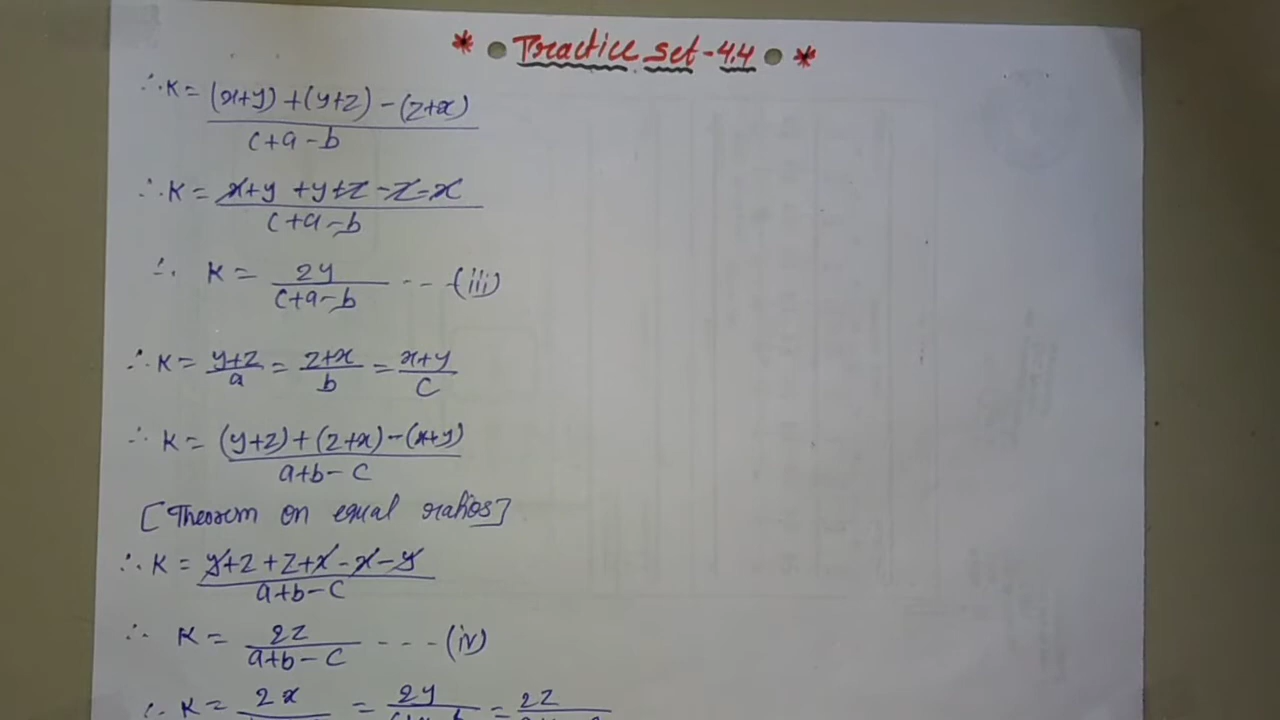 * • Practice set - 4.4 • *
∴ K = (x+y) + (y+z) - (z+x) / c+a-b
∴ K = x+y +y+z -z-x / c+a-b
∴ K = 2y / c+a-b --- (iii)
∴ K = y+z / a = z+x / b = x+y / c
∴ K = (y+z) + (z+x) - (x+y) / a+b-c
[Theorem on equal ratios]
∴ K = y+z+z+x-x-y / a+b-c
∴ K = 2z / a+b-c ---- (iv)
∴ K = 2x = 2y = 2z